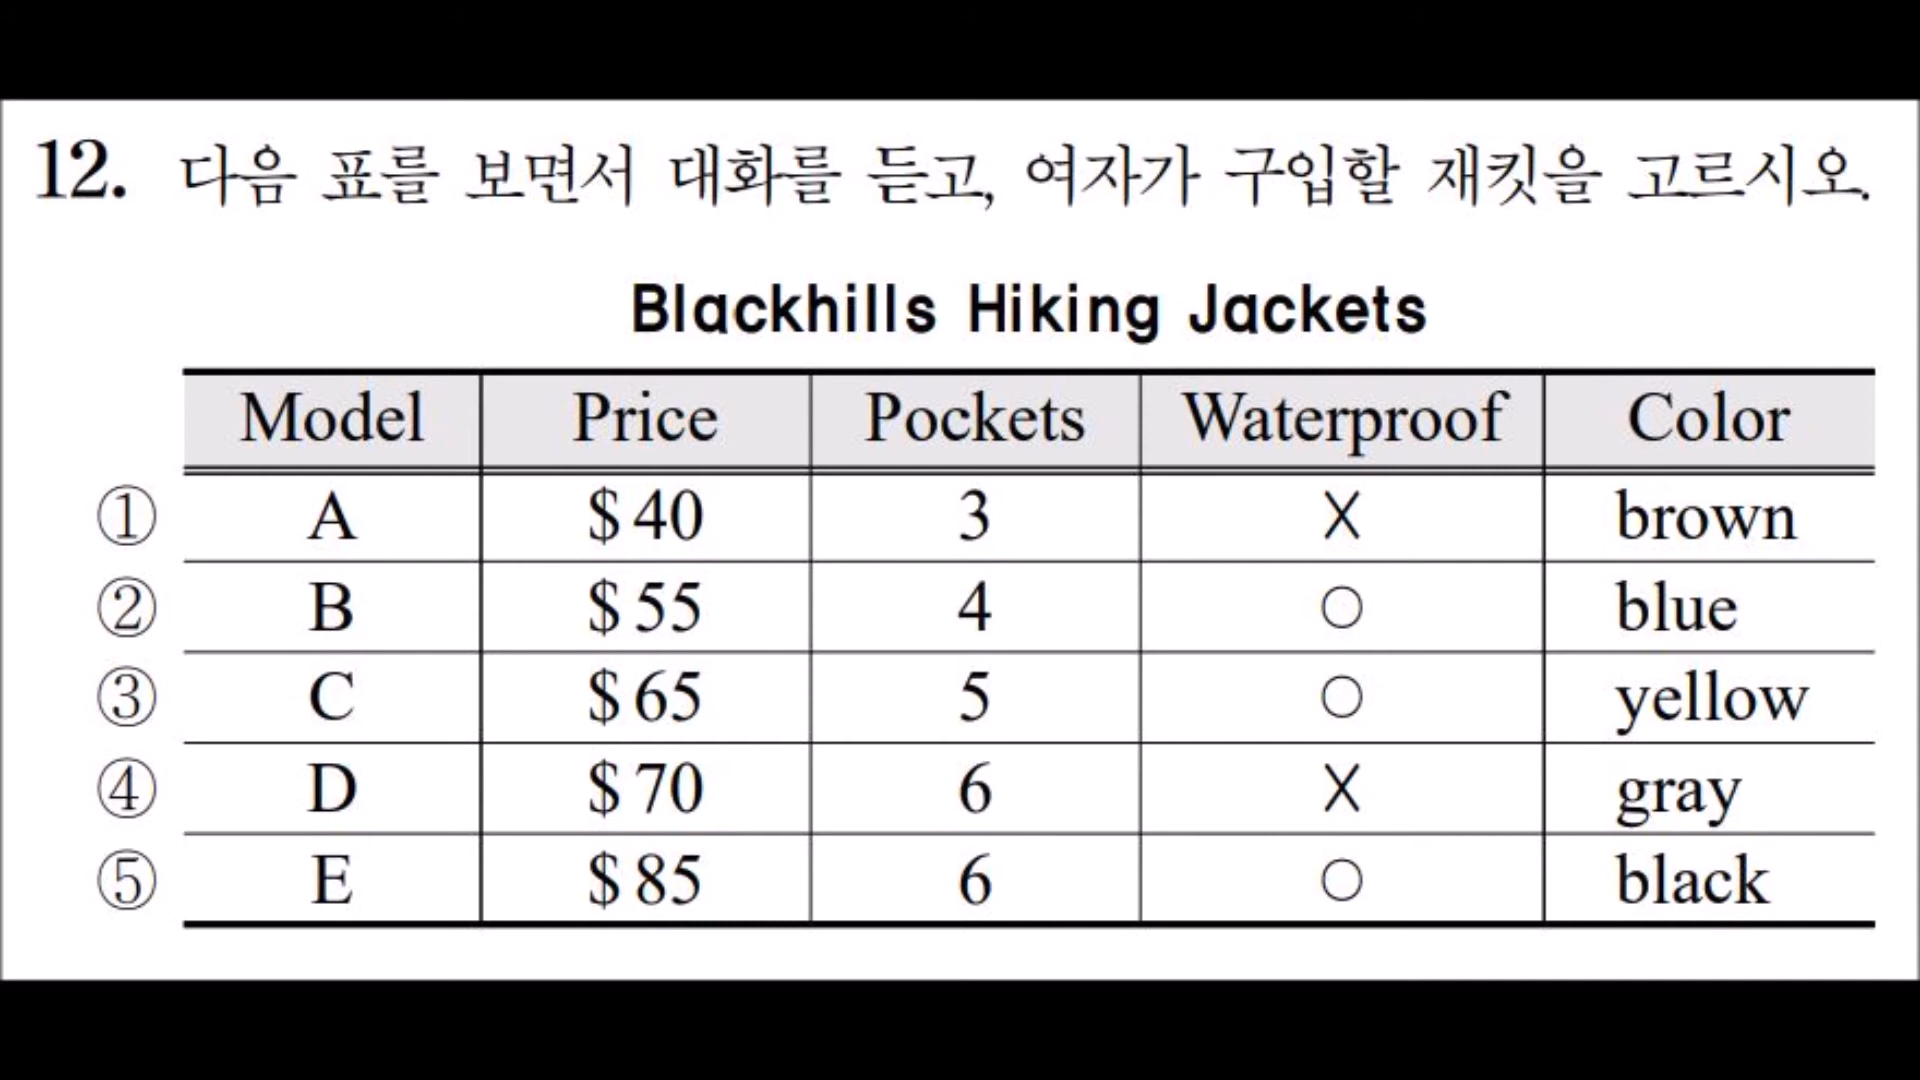 12. 다음 표를 보면서 대화를 듣고, 여자가 구입할 재킷을 고르시오.
Blackhills Hiking Jackets
Model Price Pockets Waterproof Color
① A $40 3 X brown
② B $55 4 ○ blue
③ C $65 5 ○ yellow
④ D $70 6 X gray
⑤ E $85 6 ○ black